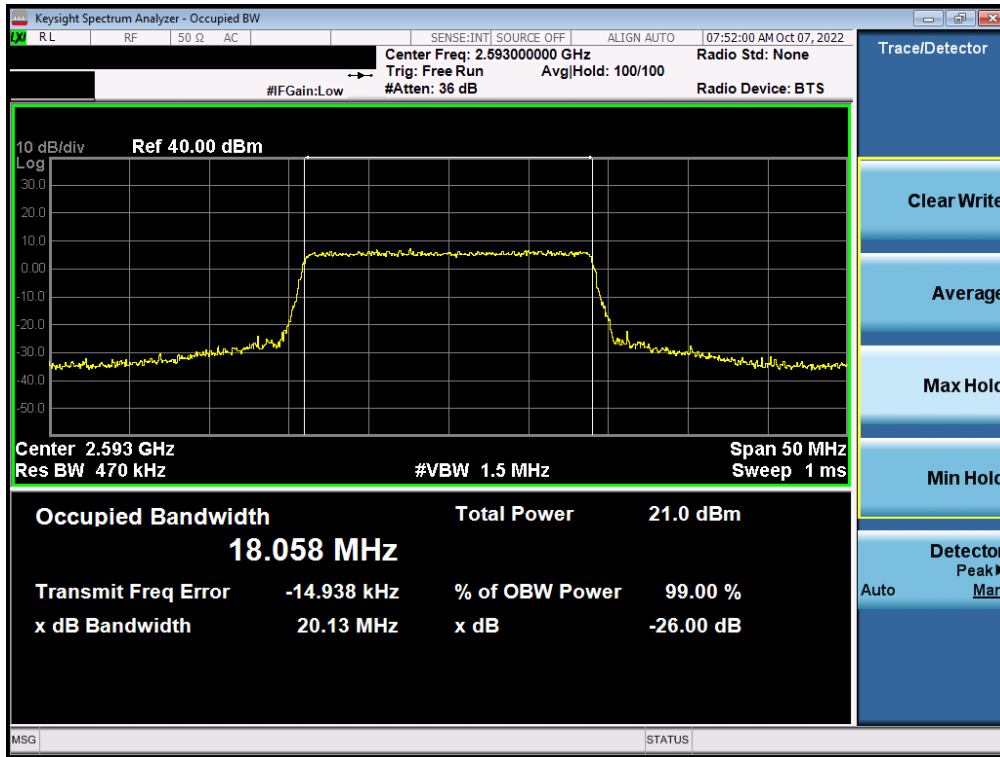 Keysight Spectrum Analyzer - Occupied BW
LXI RL RF 50 Ω AC SENSE:INT SOURCE OFF ALIGN AUTO 07:52:00 AM Oct 07, 2022
Center Freq: 2.593000000 GHz Radio Std: None
Trig: Free Run Avg|Hold: 100/100
#IFGain:Low #Atten: 36 dB Radio Device: BTS
Trace/Detector
10 dB/div Ref 40.00 dBm
Log
30.0
20.0
10.0
0.00
-10.0
-20.0
-30.0
-40.0
-50.0
Center 2.593 GHz Span 50 MHz
Res BW 470 kHz #VBW 1.5 MHz Sweep 1 ms
Occupied Bandwidth Total Power 21.0 dBm
18.058 MHz
Transmit Freq Error -14.938 kHz % of OBW Power 99.00 %
x dB Bandwidth 20.13 MHz x dB -26.00 dB
Clear Write
Average
Max Hold
Min Hold
Detector
Peak
Auto Man
MSG STATUS